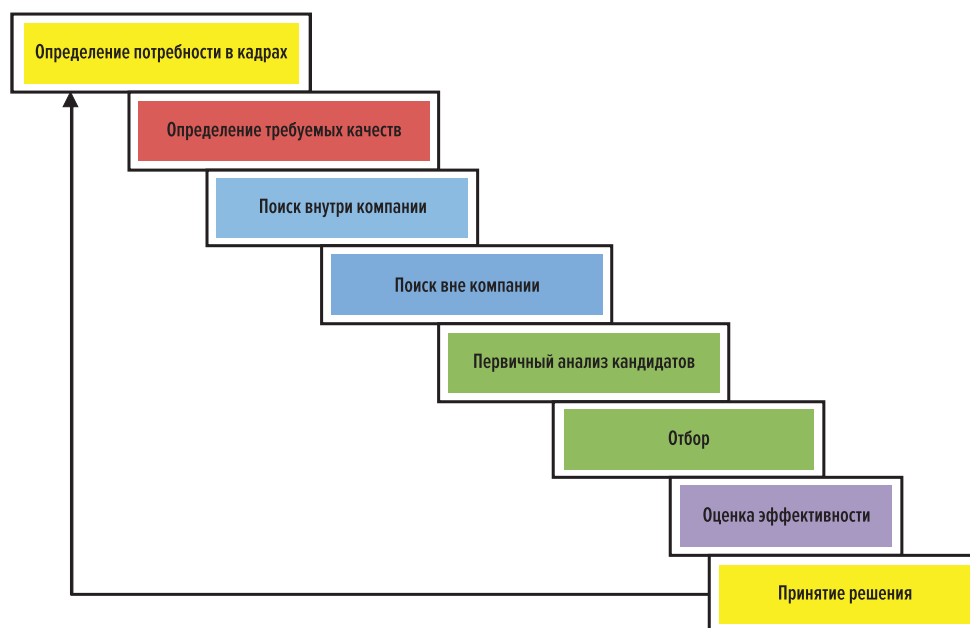 Определение потребности в кадрах
Определение требуемых качеств
Поиск внутри компании
Поиск вне компании
Первичный анализ кандидатов
Отбор
Оценка эффективности
Принятие решения